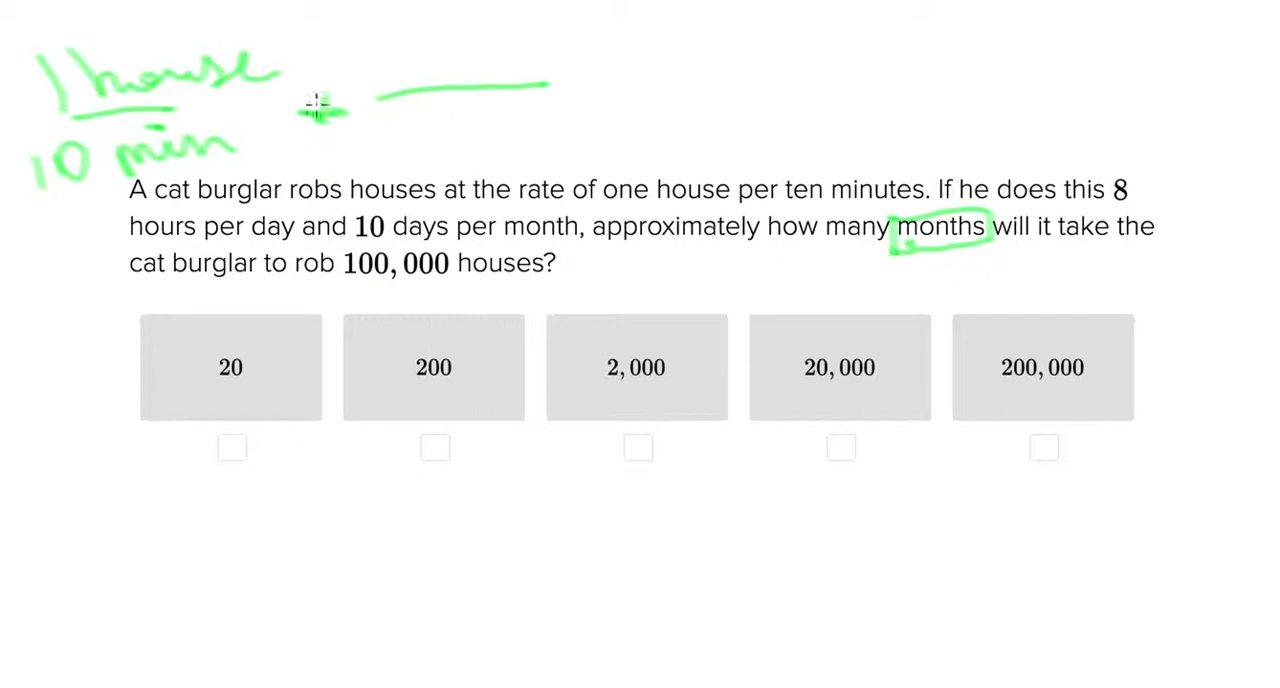 1 house
10 min
A cat burglar robs houses at the rate of one house per ten minutes. If he does this 8
hours per day and 10 days per month, approximately how many months will it take the
cat burglar to rob 100,000 houses?
20 200 2,000 20,000 200,000